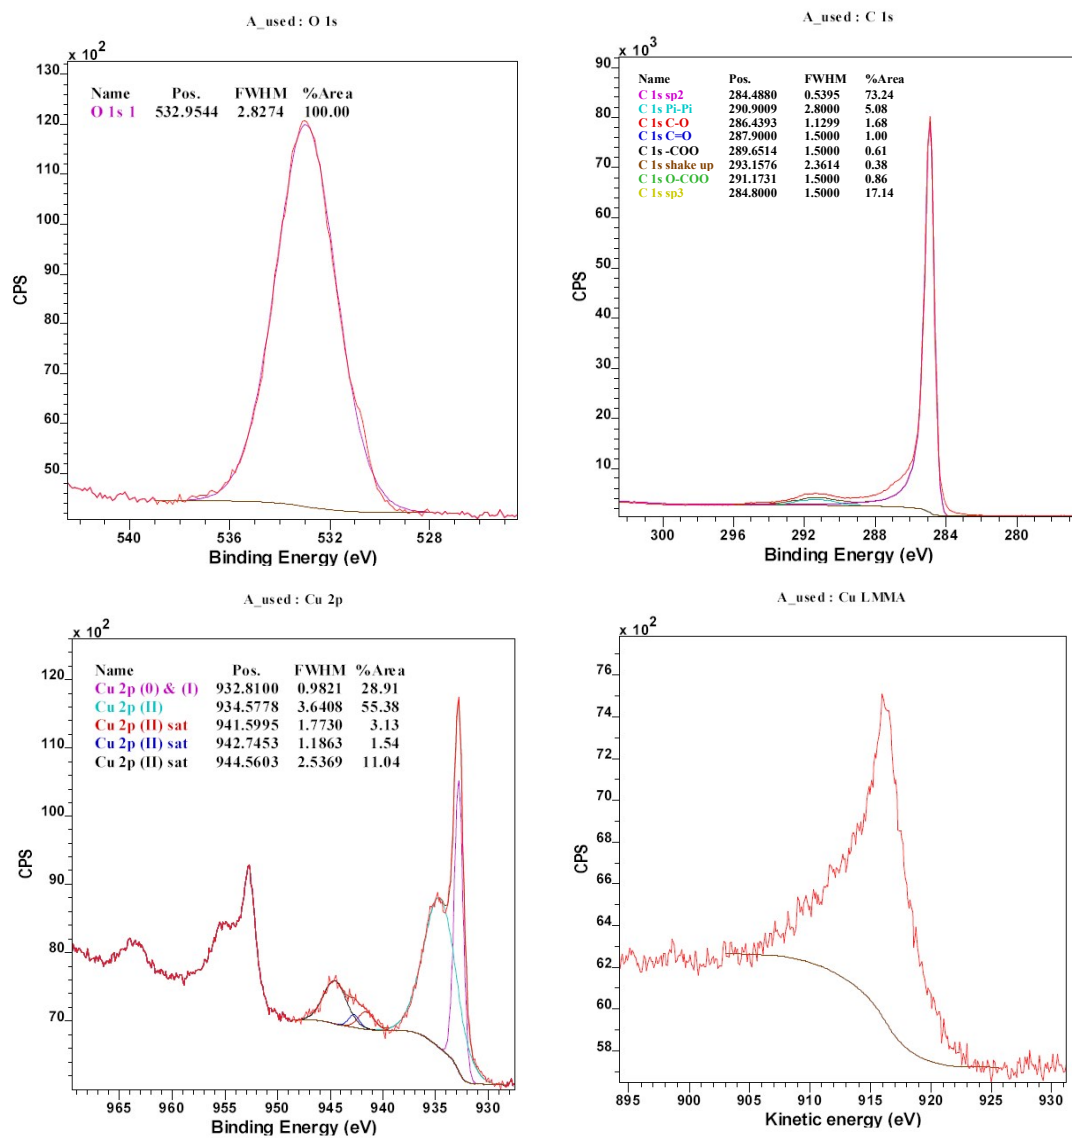 A_used : O 1s
x 10²
Name Pos. FWHM %Area
O 1s 1 532.9544 2.8274 100.00
130
120
110
100
90
80
70
60
50
CPS
540 536 532 528
Binding Energy (eV)
A_used : C 1s
x 10³
Name Pos. FWHM %Area
C 1s sp2 284.4880 0.5395 73.24
C 1s Pi-Pi 290.9009 2.8000 5.08
C 1s C-O 286.4393 1.1299 1.68
C 1s C=O 287.9000 1.5000 1.00
C 1s -COO 289.6514 1.5000 0.61
C 1s shake up 293.1576 2.3614 0.38
C 1s O-COO 291.1731 1.5000 0.86
C 1s sp3 284.8000 1.5000 17.14
90
80
70
60
50
40
30
20
10
CPS
300 296 292 288 284 280
Binding Energy (eV)
A_used : Cu 2p
x 10²
Name Pos. FWHM %Area
Cu 2p (0) & (I) 932.8100 0.9821 28.91
Cu 2p (II) 934.5778 3.6408 55.38
Cu 2p (II) sat 941.5995 1.7730 3.13
Cu 2p (II) sat 942.7453 1.1863 1.54
Cu 2p (II) sat 944.5603 2.5369 11.04
120
110
100
90
80
70
CPS
965 960 955 950 945 940 935 930
Binding Energy (eV)
A_used : Cu LMMA
x 10²
76
74
72
70
68
66
64
62
60
58
CPS
895 900 905 910 915 920 925 930
Kinetic energy (eV)